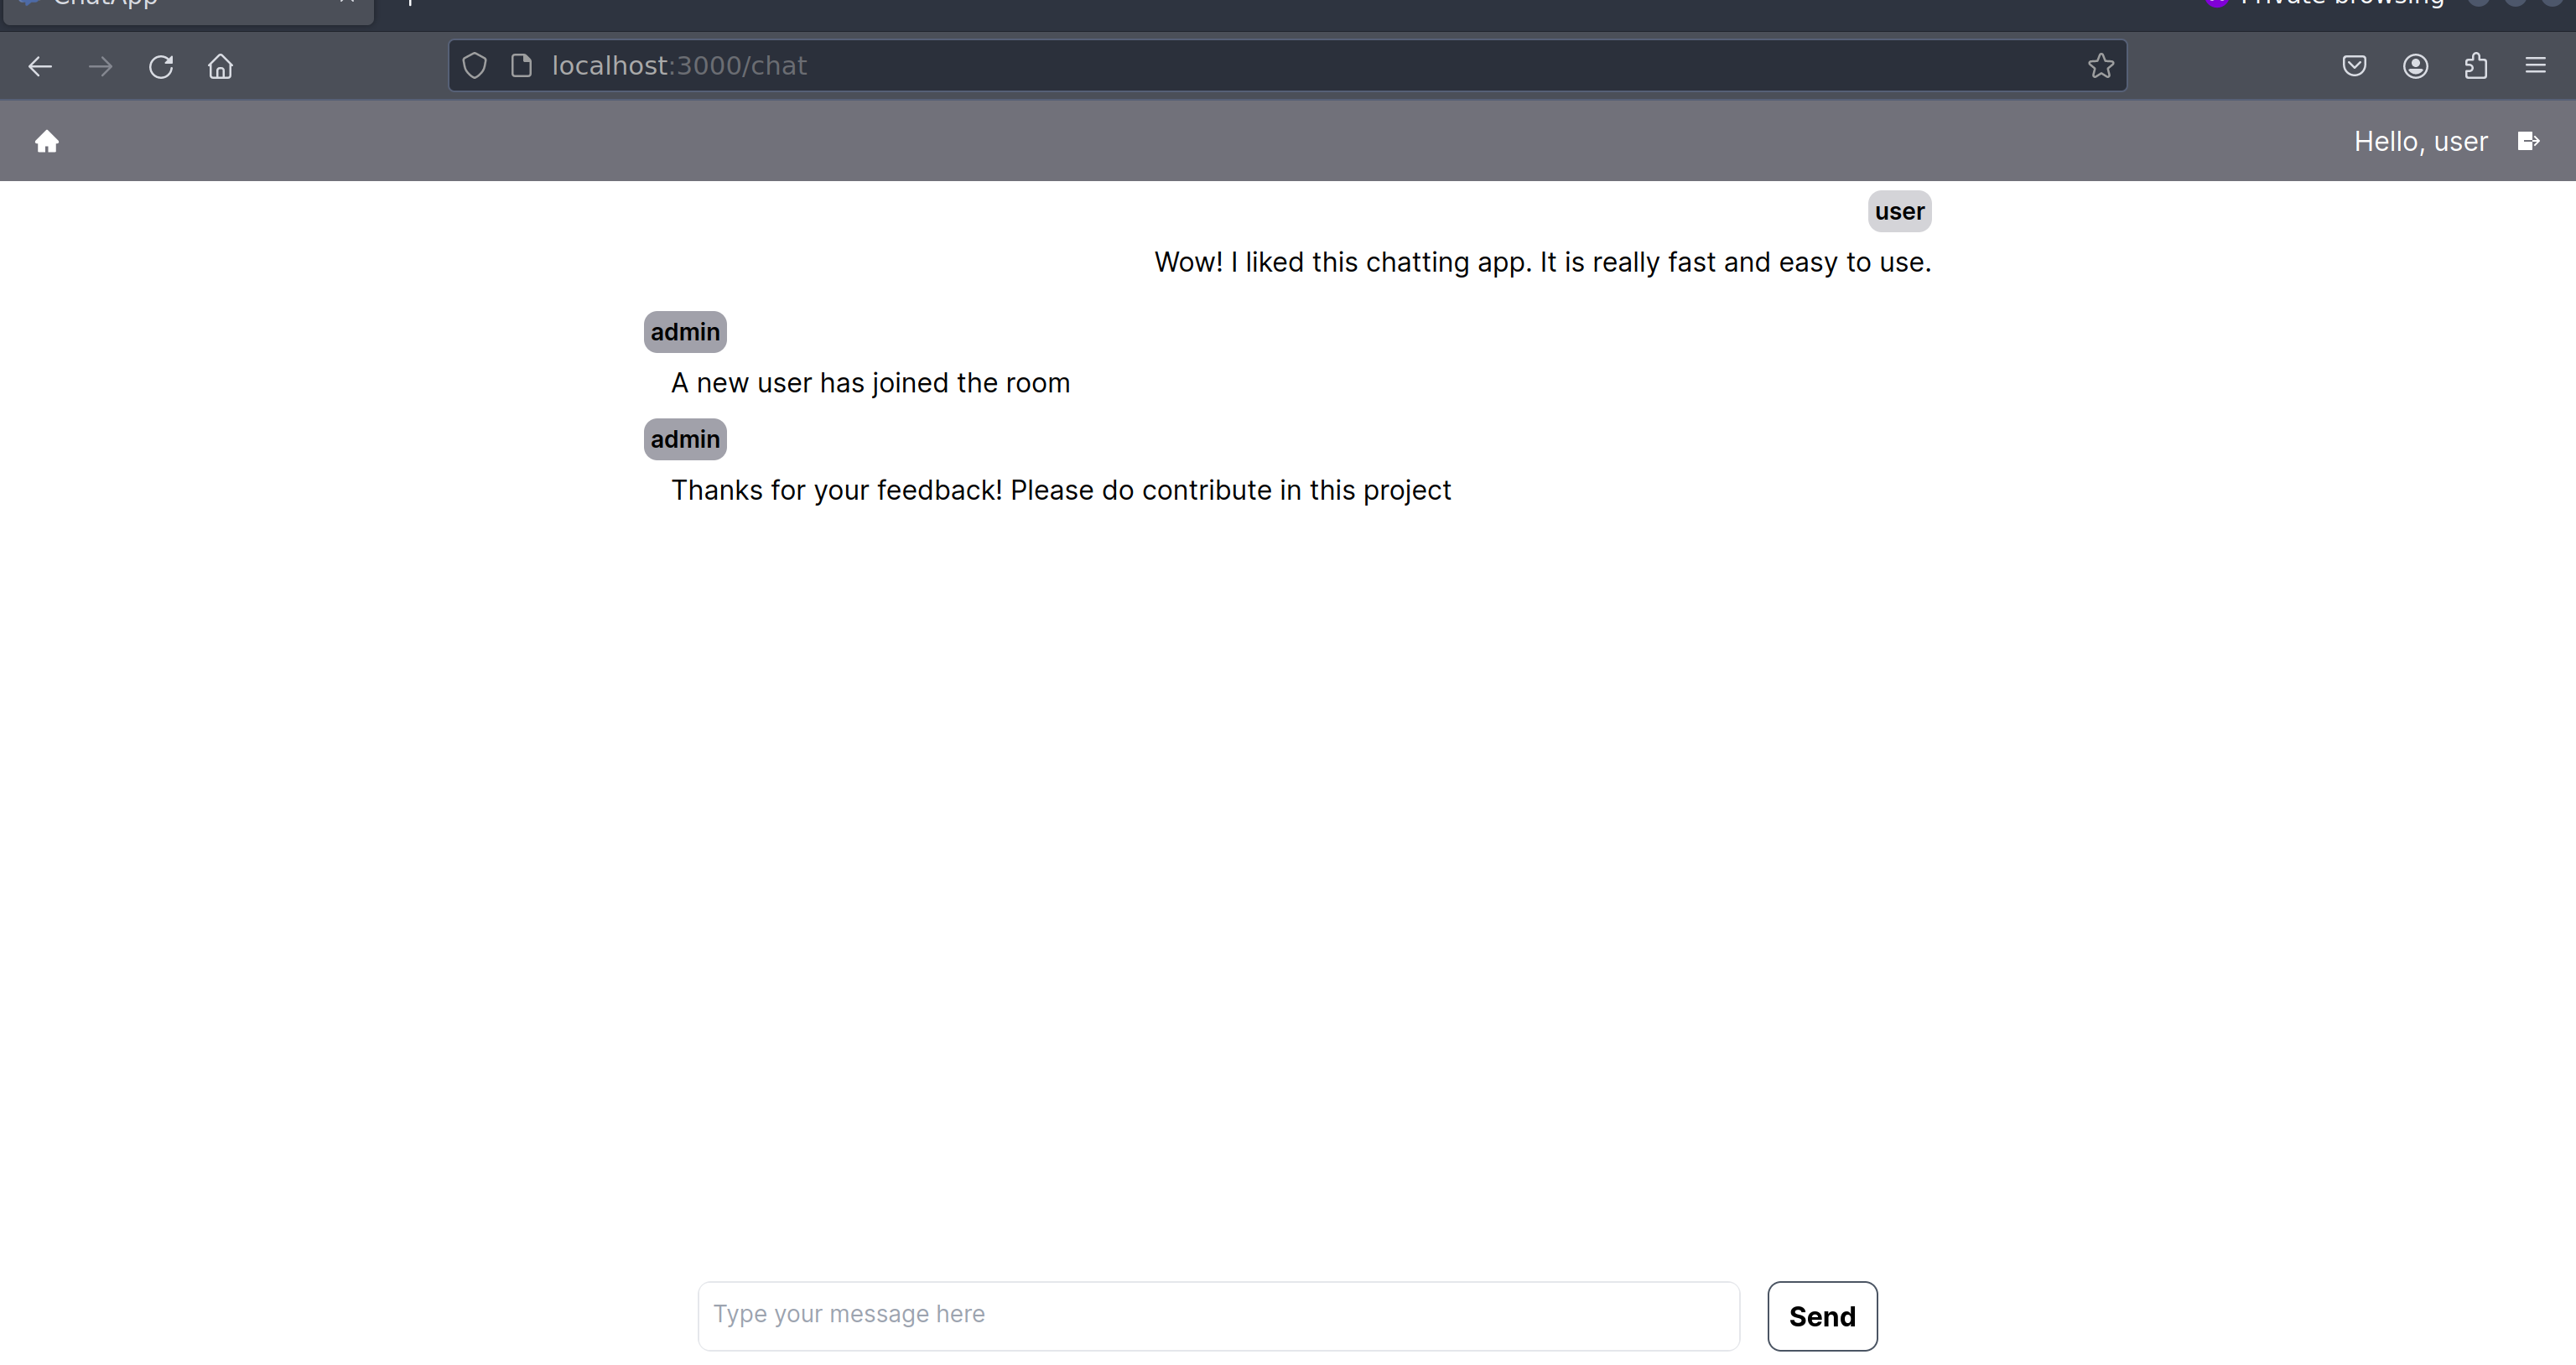 ChatApp
Private browsing
localhost:3000/chat
Hello, user
user
Wow! I liked this chatting app. It is really fast and easy to use.
admin
A new user has joined the room
admin
Thanks for your feedback! Please do contribute in this project
Type your message here
Send